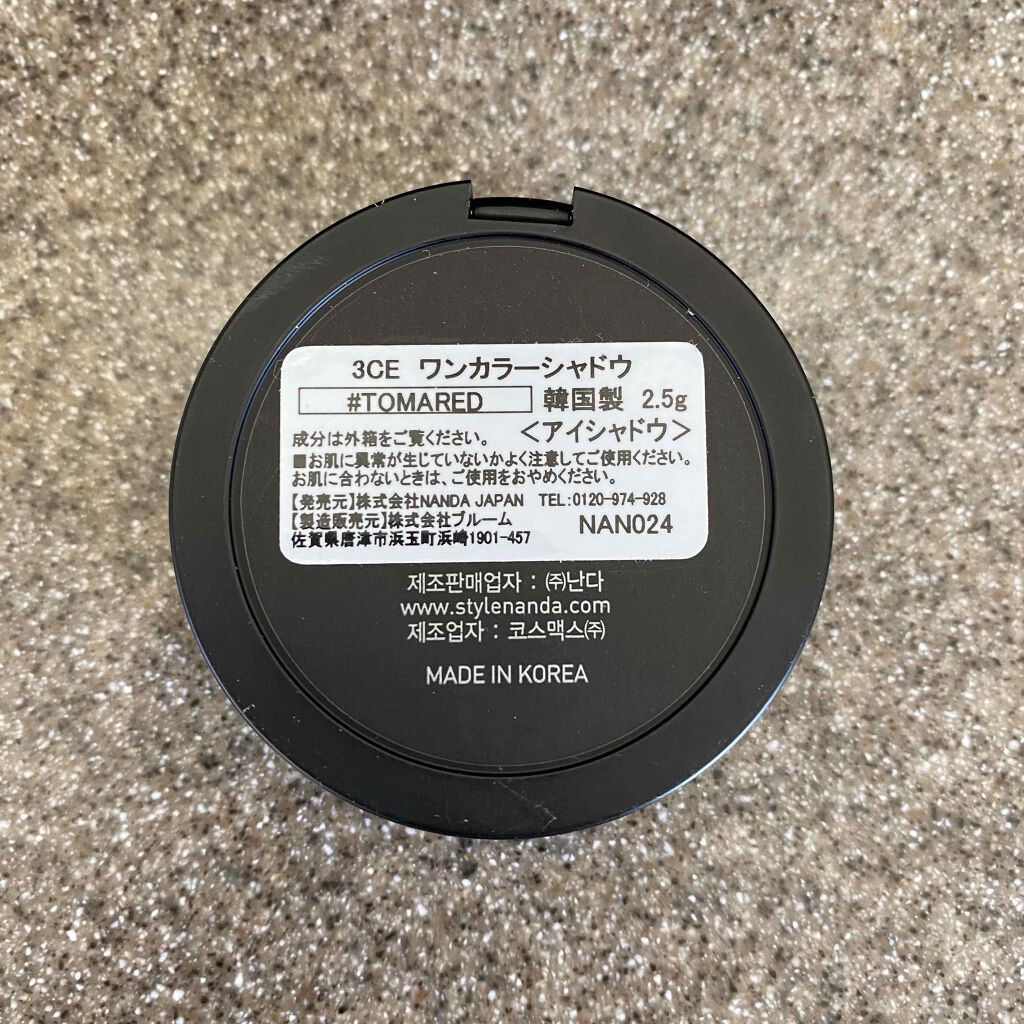 3CE ワンカラーシャドウ
#TOMARED 韓国製 2.5g
成分は外箱をご覧ください。 <アイシャドウ>
■お肌に異常が生じていないかよく注意してご使用ください。
お肌に合わないときは、ご使用をおやめください。
【発売元】株式会社NANDA JAPAN TEL:0120-974-928
【製造販売元】株式会社ブルーム NAN024
佐賀県唐津市浜玉町浜崎1901-457
제조판매업자 : ㈜난다
www.stylenanda.com
제조업자 : 코스맥스㈜
MADE IN KOREA